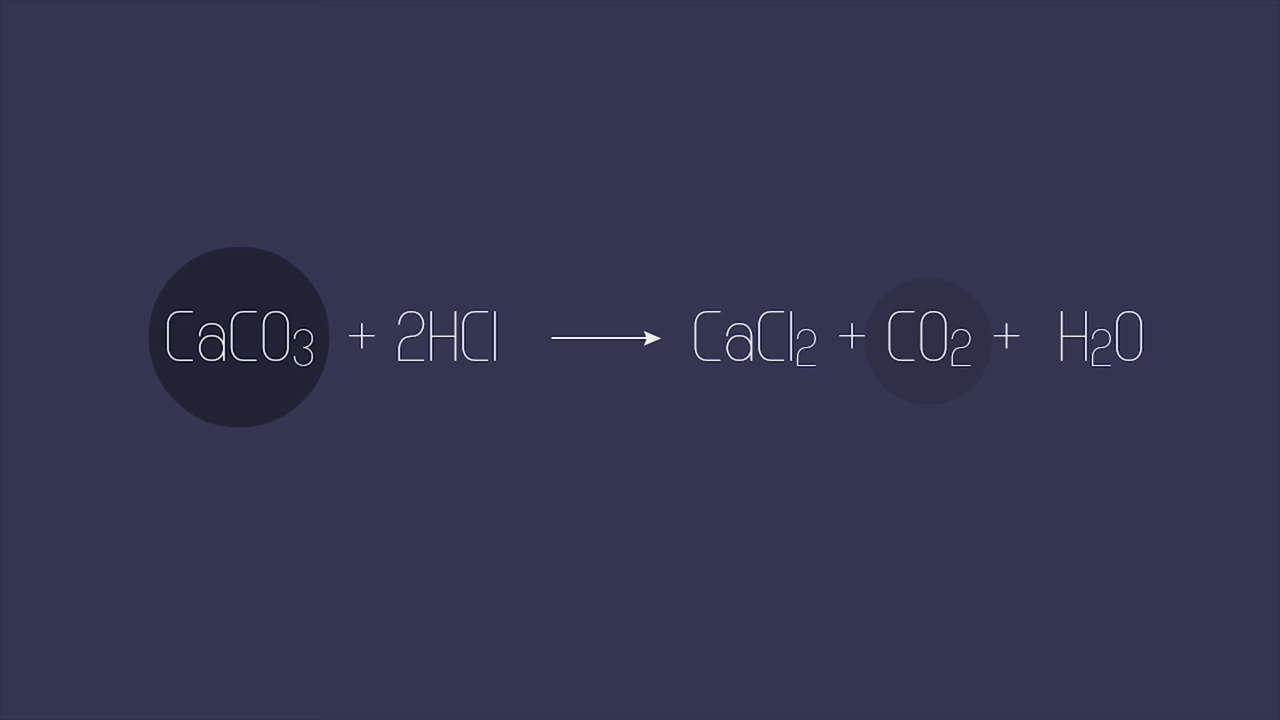 CaCO₃ + 2HCl → CaCl₂ + CO₂ + H₂O